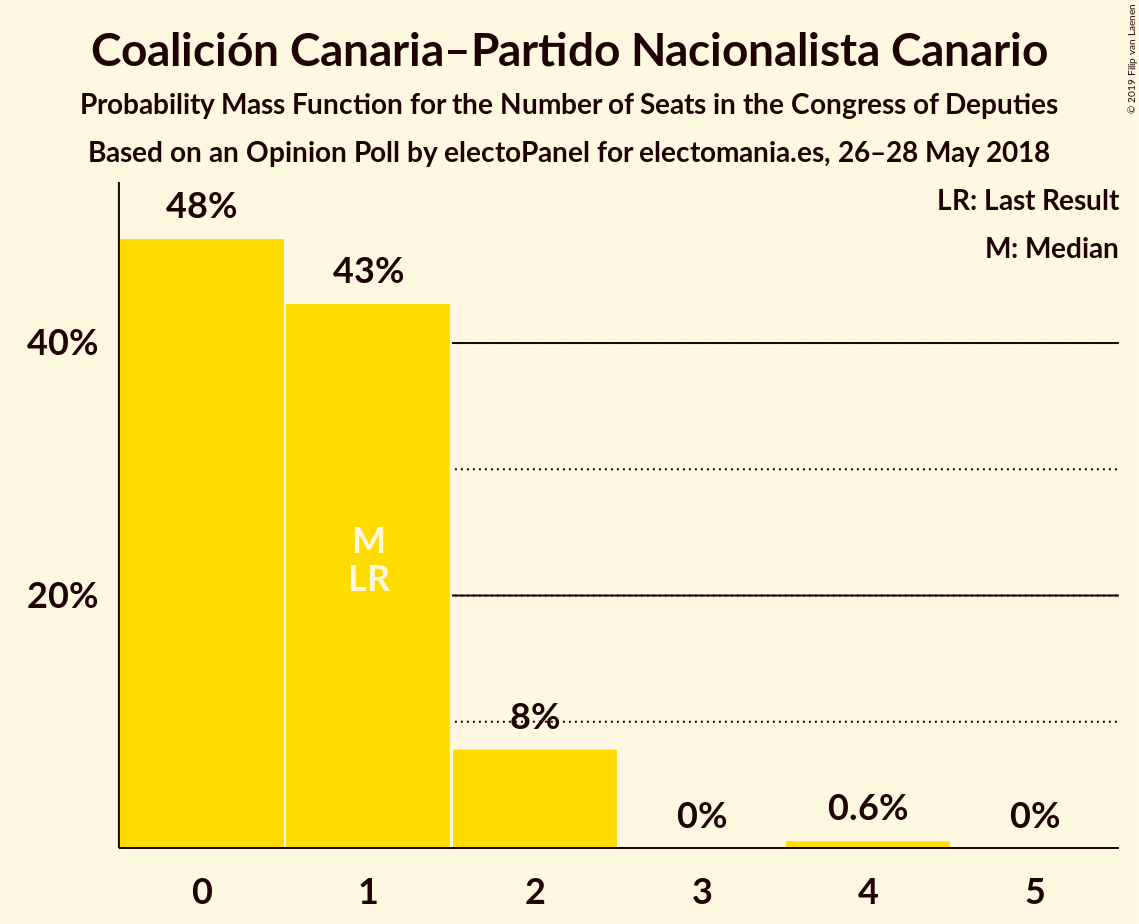 Coalición Canaria–Partido Nacionalista Canario
Probability Mass Function for the Number of Seats in the Congress of Deputies
Based on an Opinion Poll by electoPanel for electomania.es, 26–28 May 2018
© 2019 Filip van Laenen
LR: Last Result
M: Median
48%
43%
40%
M
LR
20%
8%
0%
0.6%
0%
0 1 2 3 4 5